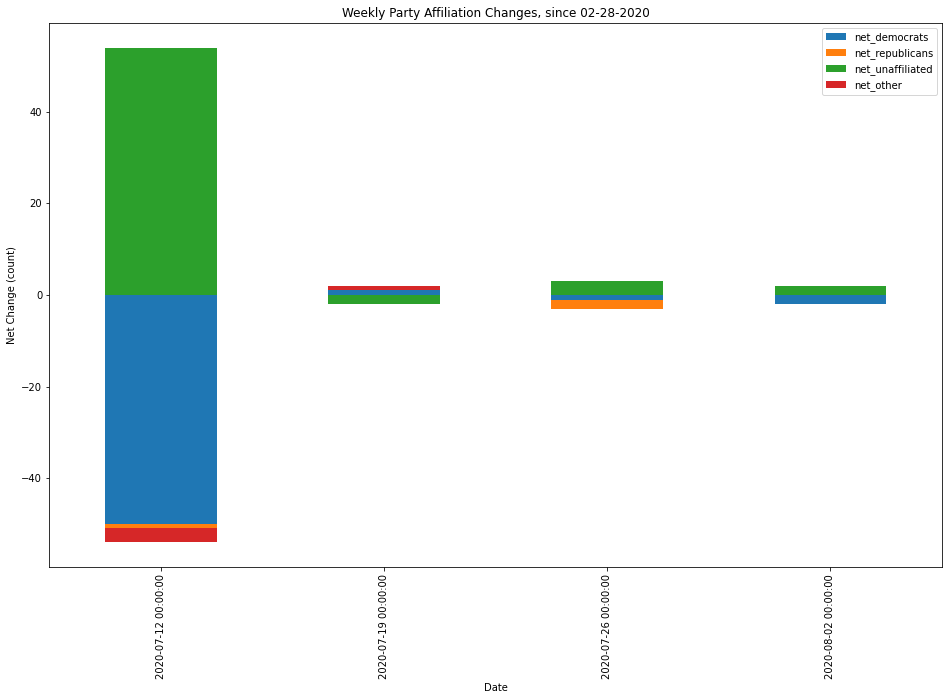 Weekly Party Affiliation Changes, since 02-28-2020
net_democrats
net_republicans
net_unaffiliated
net_other
Net Change (count)
40
20
0
−20
−40
2020-07-12 00:00:00
2020-07-19 00:00:00
2020-07-26 00:00:00
2020-08-02 00:00:00
Date